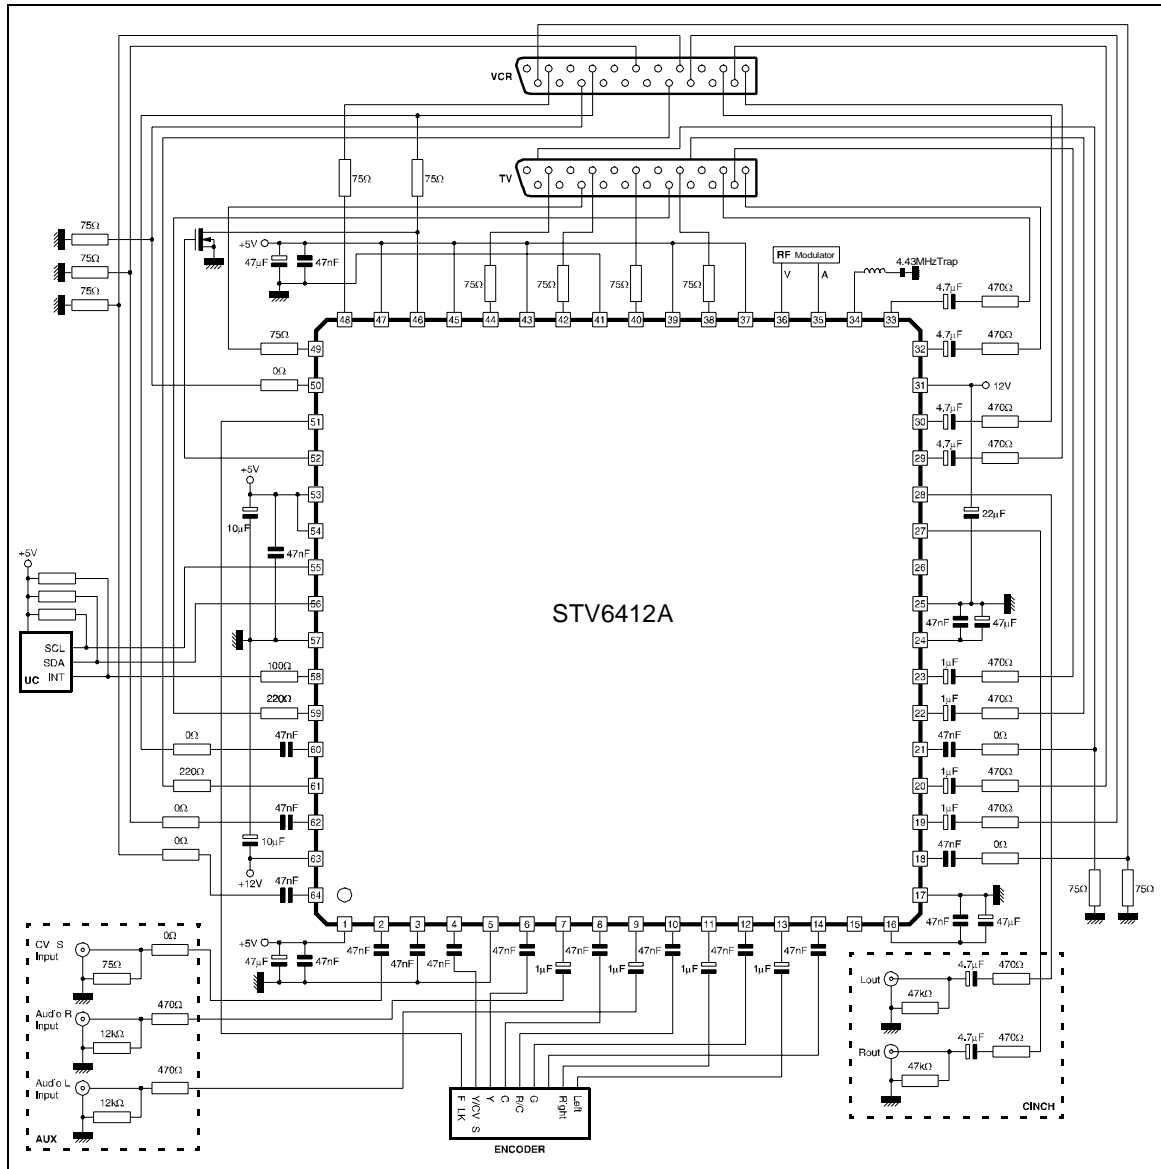 VCR
TV
75Ω
75Ω
75Ω
75Ω
75Ω
+5V
47µF
47nF
75Ω
75Ω
75Ω
75Ω
RF Modulator
V
A
4.43MHzTrap
4.7µF
470Ω
48
47
46
45
44
43
42
41
40
39
38
37
36
35
34
33
75Ω
49
0Ω
50
51
52
+5V
53
10µF
54
47nF
55
56
57
100Ω
58
220Ω
59
0Ω
47nF
60
220Ω
61
0Ω
47nF
62
0Ω
10µF
63
+12V
47nF
64
+5V
SCL
SDA
INT
UC
STV6412A
4.7µF
470Ω
32
31
12V
4.7µF
470Ω
30
4.7µF
470Ω
29
28
22µF
27
26
25
47nF
47µF
24
1µF
470Ω
23
1µF
470Ω
22
47nF
0Ω
21
1µF
470Ω
20
1µF
470Ω
19
47nF
0Ω
18
75Ω
75Ω
17
47nF
47µF
1
2
3
4
5
6
7
8
9
10
11
12
13
14
15
16
+5V
47µF
47nF
47nF
47nF
47nF
47nF
1µF
47nF
1µF
47nF
1µF
47nF
1µF
47nF
CV S
Input
0Ω
75Ω
Audio R
Input
470Ω
12kΩ
Audio L
Input
470Ω
12kΩ
AUX
F LK
Y/CV S
Y
C
R/C
G
Right
Left
ENCODER
Lout
4.7µF
470Ω
47kΩ
Rout
4.7µF
470Ω
47kΩ
CINCH